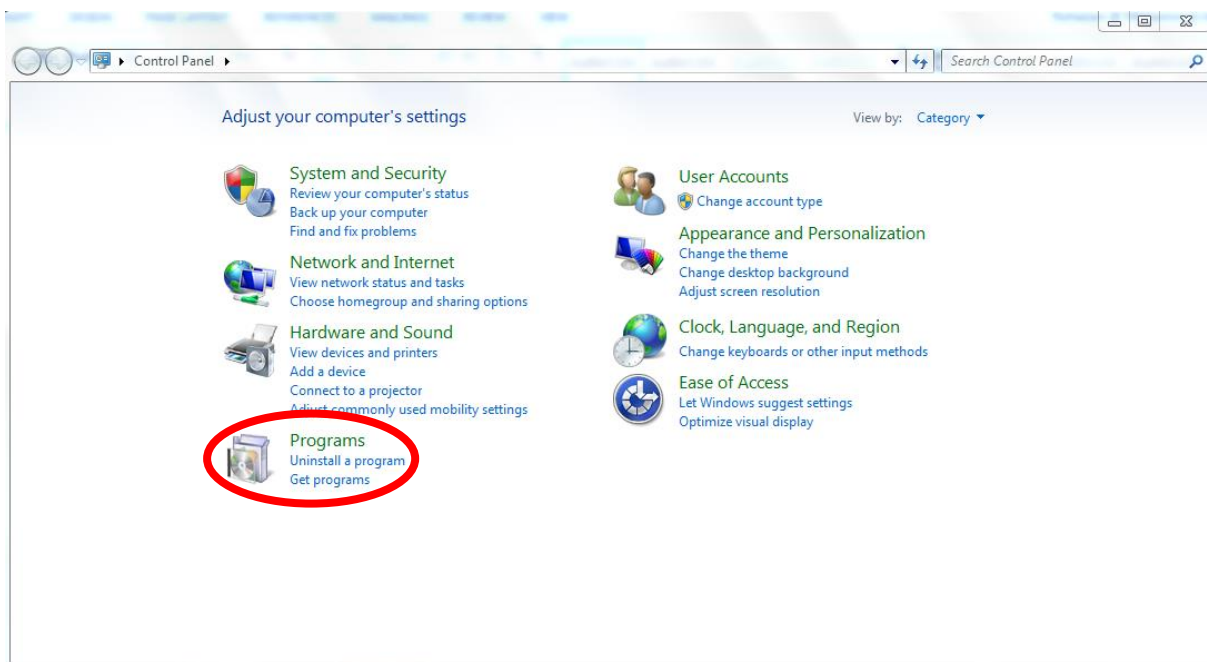 Control Panel
Search Control Panel
Adjust your computer's settings
View by: Category
System and Security
Review your computer's status
Back up your computer
Find and fix problems
Network and Internet
View network status and tasks
Choose homegroup and sharing options
Hardware and Sound
View devices and printers
Add a device
Connect to a projector
Adjust commonly used mobility settings
Programs
Uninstall a program
Get programs
User Accounts
Change account type
Appearance and Personalization
Change the theme
Change desktop background
Adjust screen resolution
Clock, Language, and Region
Change keyboards or other input methods
Ease of Access
Let Windows suggest settings
Optimize visual display